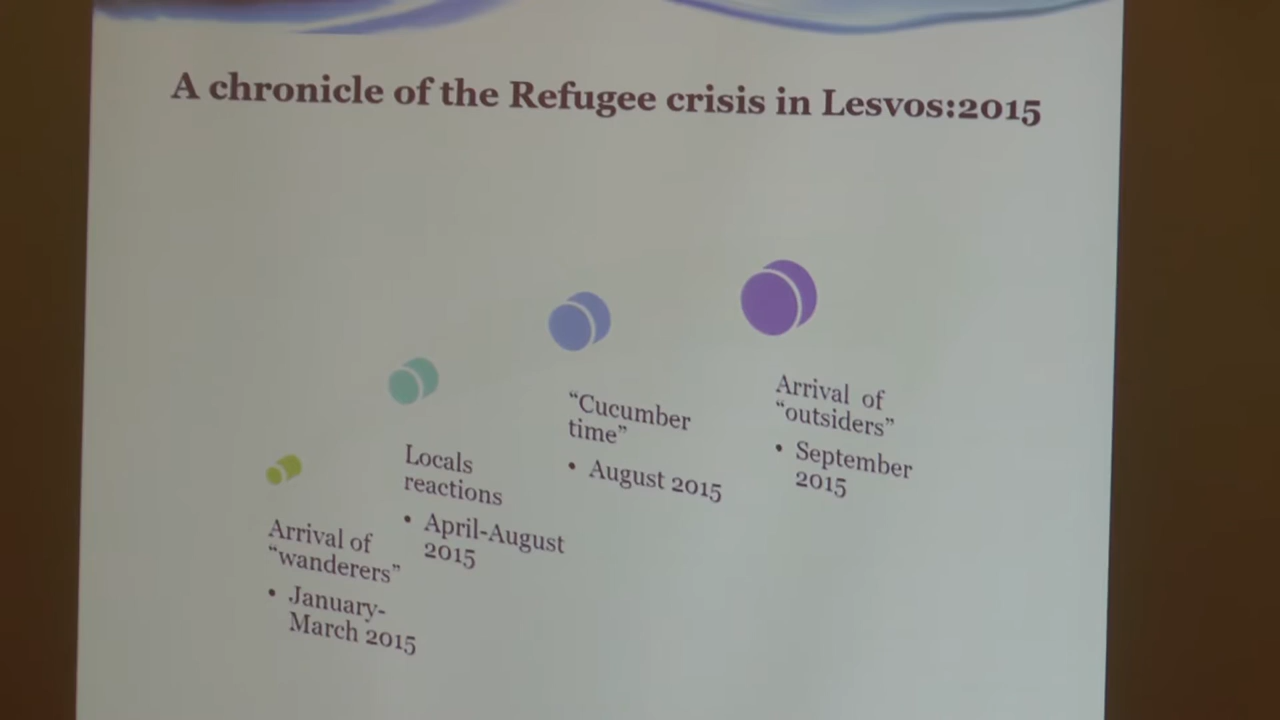 A chronicle of the Refugee crisis in Lesvos:2015
Arrival of
“wanderers”
• January-
March 2015
Locals
reactions
• April-August
2015
“Cucumber
time”
• August 2015
Arrival of
“outsiders”
• September
2015